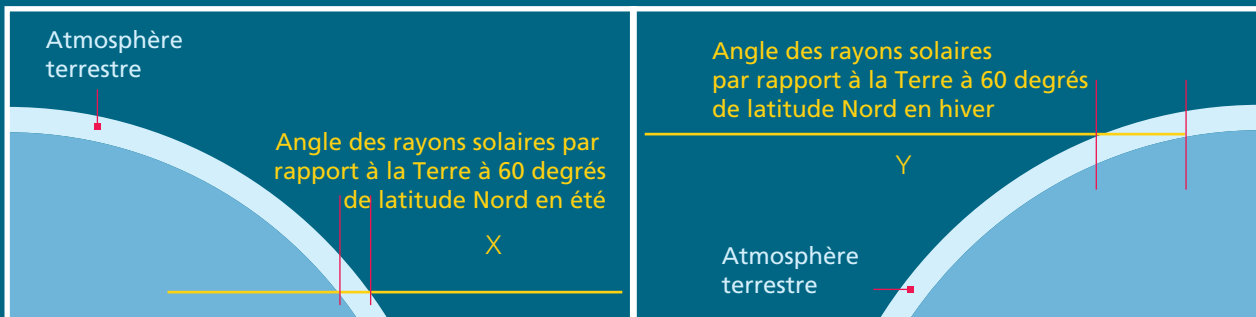 Atmosphère
terrestre
Angle des rayons solaires par
rapport à la Terre à 60 degrés
de latitude Nord en été
X
Angle des rayons solaires
par rapport à la Terre à 60 degrés
de latitude Nord en hiver
Y
Atmosphère
terrestre